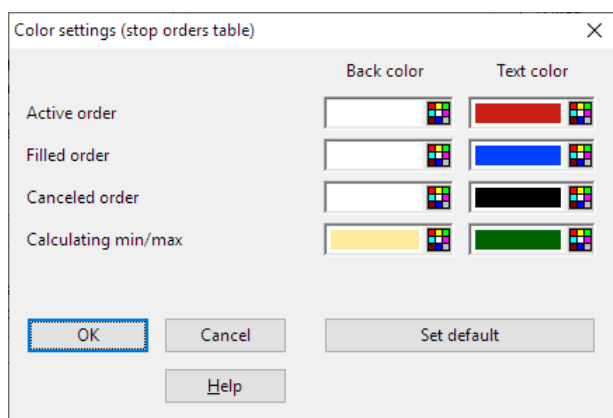 Color settings (stop orders table)
Back color Text color
Active order
Filled order
Canceled order
Calculating min/max
OK Cancel Set default
Help